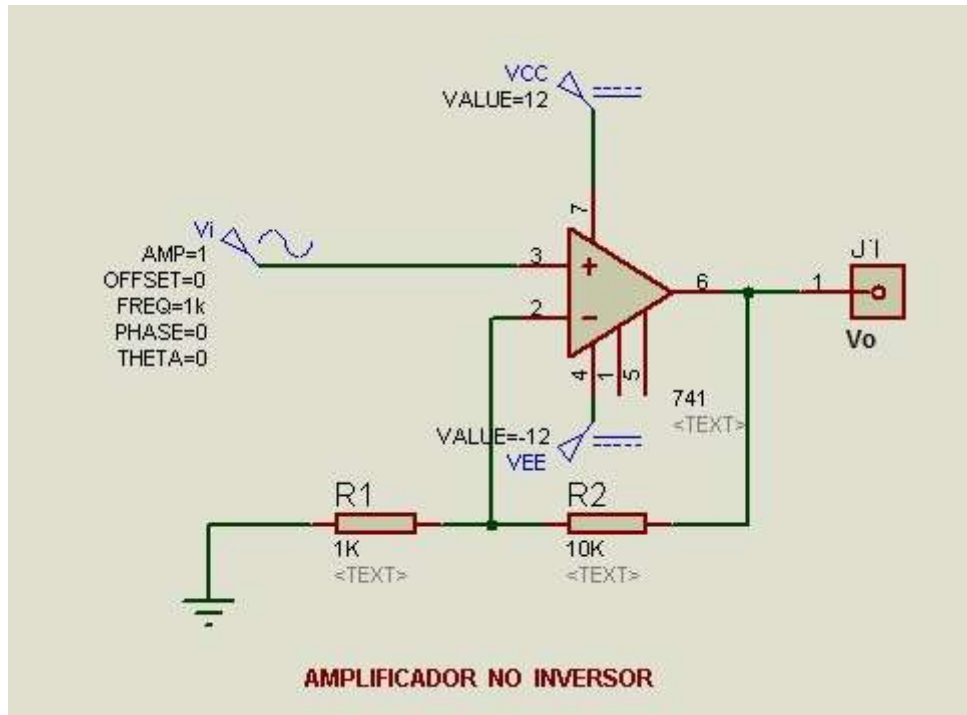 VCC
VALUE=12
7
Vi
AMP=1
OFFSET=0
FREQ=1k
PHASE=0
THETA=0
3
+
2
−
6
J1
1
Vo
4
1
5
741
<TEXT>
VALUE=-12
VEE
R1
1K
<TEXT>
R2
10K
<TEXT>
AMPLIFICADOR NO INVERSOR